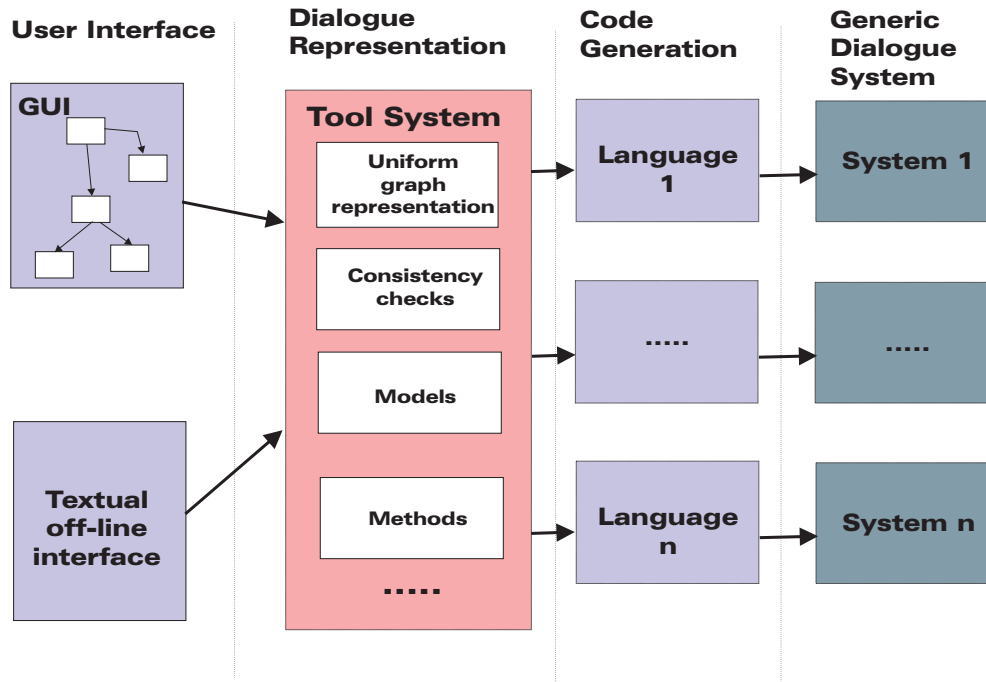 User Interface
Dialogue
Representation
Code
Generation
Generic
Dialogue
System
GUI
Textual
off-line
interface
Tool System
Uniform
graph
representation
Consistency
checks
Models
Methods
.....
Language
1
.....
Language
n
System 1
.....
System n